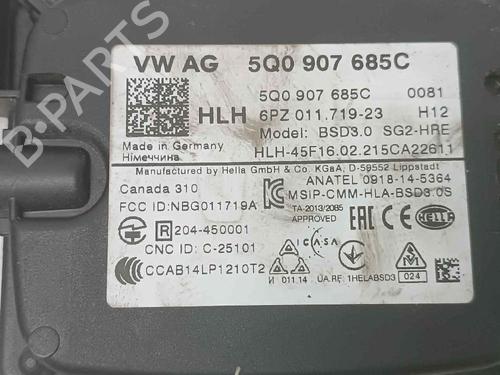 VW AG 5Q0 907 685C
5Q0 907 685C 0081
HLH 6PZ 011.719-23 H12
Model: BSD3.0 SG2-HRE
Made in Germany
Німеччина
HLH-45F16.02.215CA22611
Manufactured by Hella GmbH & Co. KGaA, D-59552 Lippstadt
Canada 310
ANATEL 0918-14-5364
FCC ID:NBG011719A
MSIP-CMM-HLA-BSD3.0S
TA-2013/2085
APPROVED
R 204-450001
ICASA
EAC CE HELLA
CNC ID: C-25101
CCAB14LP1210T2
И 011.14
UA.RF.1HELABSD3
024
B-Parts